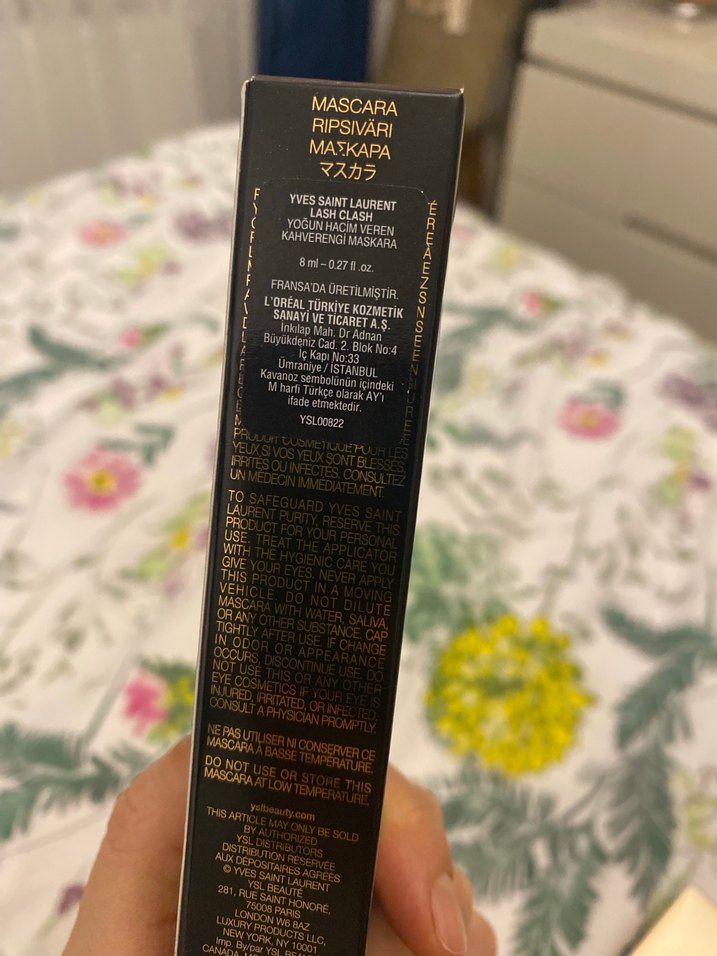 MASCARA
RIPSIVÄRI
ΜΑΣΚΑΡΑ
マスカラ
YVES SAINT LAURENT
LASH CLASH
YOĞUN HACİM VEREN
KAHVERENGİ MASKARA
8 ml – 0.27 fl .oz.
FRANSA'DA ÜRETİLMİŞTİR.
L'ORÉAL TÜRKİYE KOZMETİK
SANAYİ VE TİCARET A.Ş.
İnkılap Mah. Dr Adnan
Büyükdeniz Cad. 2. Blok No:4
İç Kapı No:33
Ümraniye / İSTANBUL
Kavanoz sembolünün içindeki
M harfi Türkçe olarak AY'ı
ifade etmektedir.
YSL00822
PRODUIT COSMÉTIQUE POUR LES
YEUX SI VOS YEUX SONT BLESSÉS,
IRRITÉS OU INFECTÉS. CONSULTEZ
UN MÉDECIN IMMÉDIATEMENT.
TO SAFEGUARD YVES SAINT
LAURENT PURITY, RESERVE THIS
PRODUCT FOR YOUR PERSONAL
USE. TREAT THE APPLICATOR
WITH THE HYGIENIC CARE YOU
GIVE YOUR EYES. NEVER APPLY
THIS PRODUCT IN A MOVING
VEHICLE. DO NOT DILUTE
MASCARA WITH WATER, SALIVA,
OR ANY OTHER SUBSTANCE. CAP
TIGHTLY AFTER USE. IF CHANGE
IN ODOR OR APPEARANCE
OCCURS, DISCONTINUE USE. DO
NOT USE THIS OR ANY OTHER
EYE COSMETICS IF YOUR EYE IS
INJURED, IRRITATED, OR INFECTED.
CONSULT A PHYSICIAN PROMPTLY.
NE PAS UTILISER NI CONSERVER CE
MASCARA À BASSE TEMPÉRATURE.
DO NOT USE OR STORE THIS
MASCARA AT LOW TEMPERATURE.
yslbeauty.com
THIS ARTICLE MAY ONLY BE SOLD
BY AUTHORIZED
YSL DISTRIBUTORS
DISTRIBUTION RÉSERVÉE
AUX DÉPOSITAIRES AGRÉÉS
© YVES SAINT LAURENT
YSL BEAUTÉ
281, RUE SAINT HONORÉ,
75008 PARIS
LONDON W6 8AZ
LUXURY PRODUCTS LLC,
NEW YORK, NY 10001
Imp. By/par YSL
CANADA,